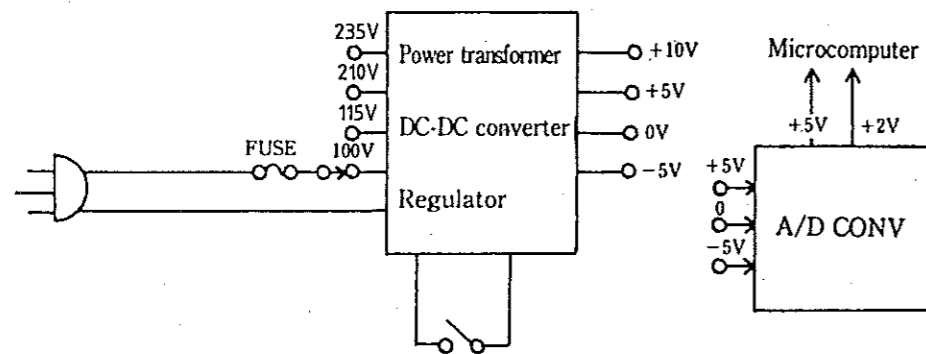 235V
210V
115V
100V
FUSE
Power transformer
DC-DC converter
Regulator
+10V
+5V
0V
−5V
Microcomputer
+5V
+2V
+5V
0
−5V
A/D CONV